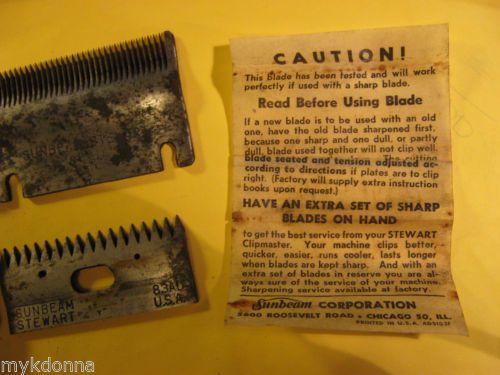 SUNBEAM
SUNBEAM
STEWART
83AU
U.S.A.
CAUTION!
This blade has been tested and will work
perfectly if used with a sharp blade.
Read Before Using Blade
If a new blade is to be used with an old
one, have the old blade sharpened first,
because one sharp and one dull, or partly
dull, blade used together will not clip well.
blade seated and tension adjusted ac-
cording to directions if plates are to clip
right. (Factory will supply extra instruction
books upon request.)
HAVE AN EXTRA SET OF SHARP
BLADES ON HAND
to get the best service from your STEWART
Clipmaster. Your machine clips better,
quicker, easier, runs cooler, lasts longer
when blades are kept sharp. And with an
extra set of blades in reserve you are al-
ways sure of the service of your machine.
Sharpening service available at factory.
Sunbeam CORPORATION
5600 ROOSEVELT ROAD • CHICAGO 50, ILL.
PRINTED IN U.S.A.
mykdonna